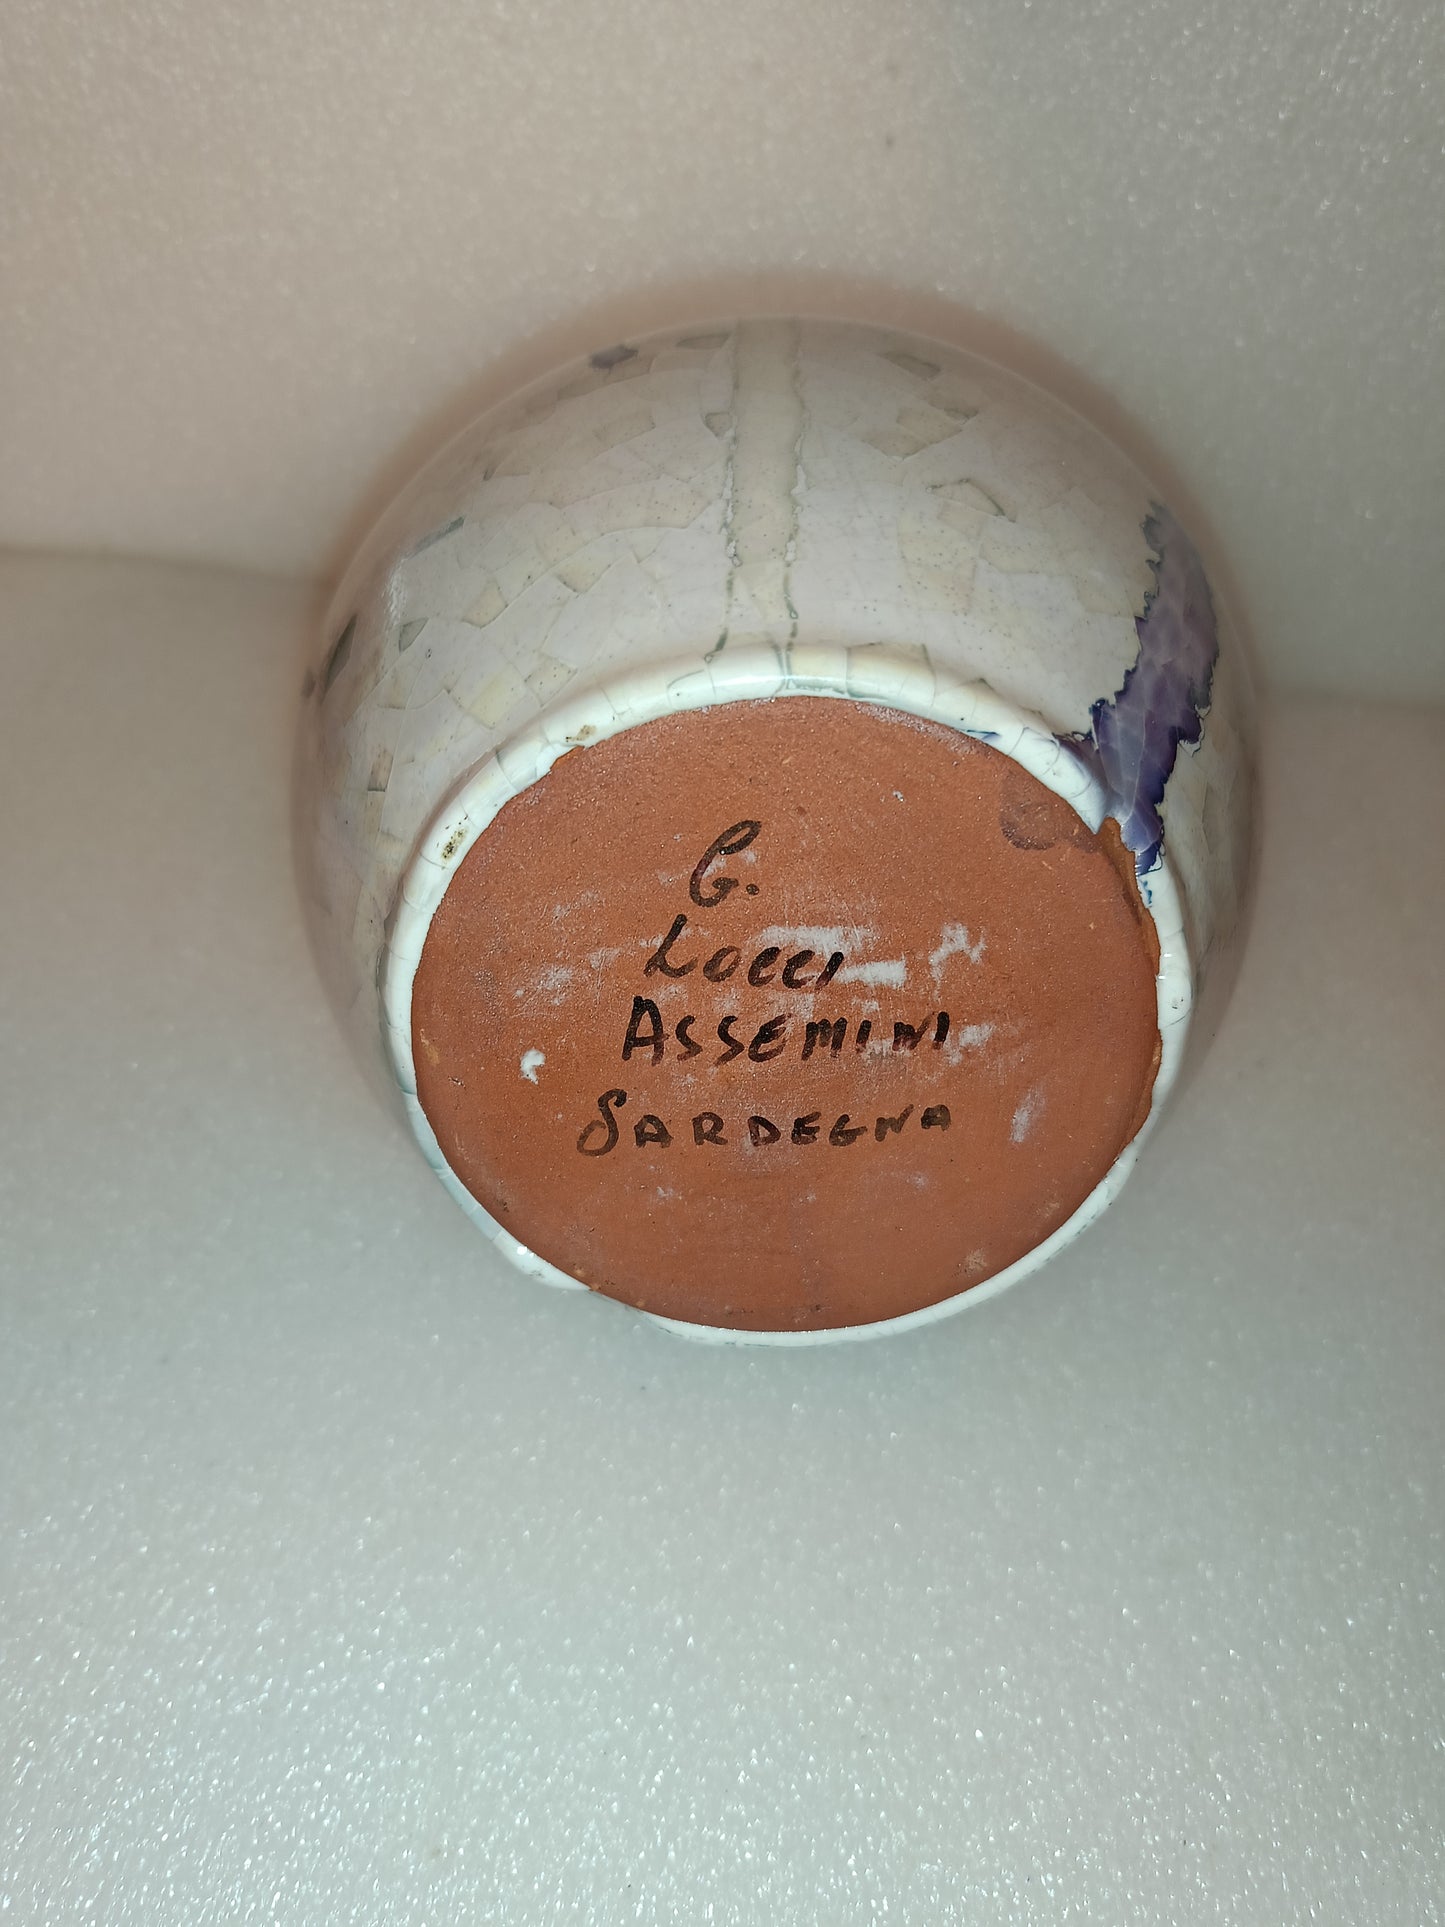 G.
Locci
ASSEMINI
SARDEGNA